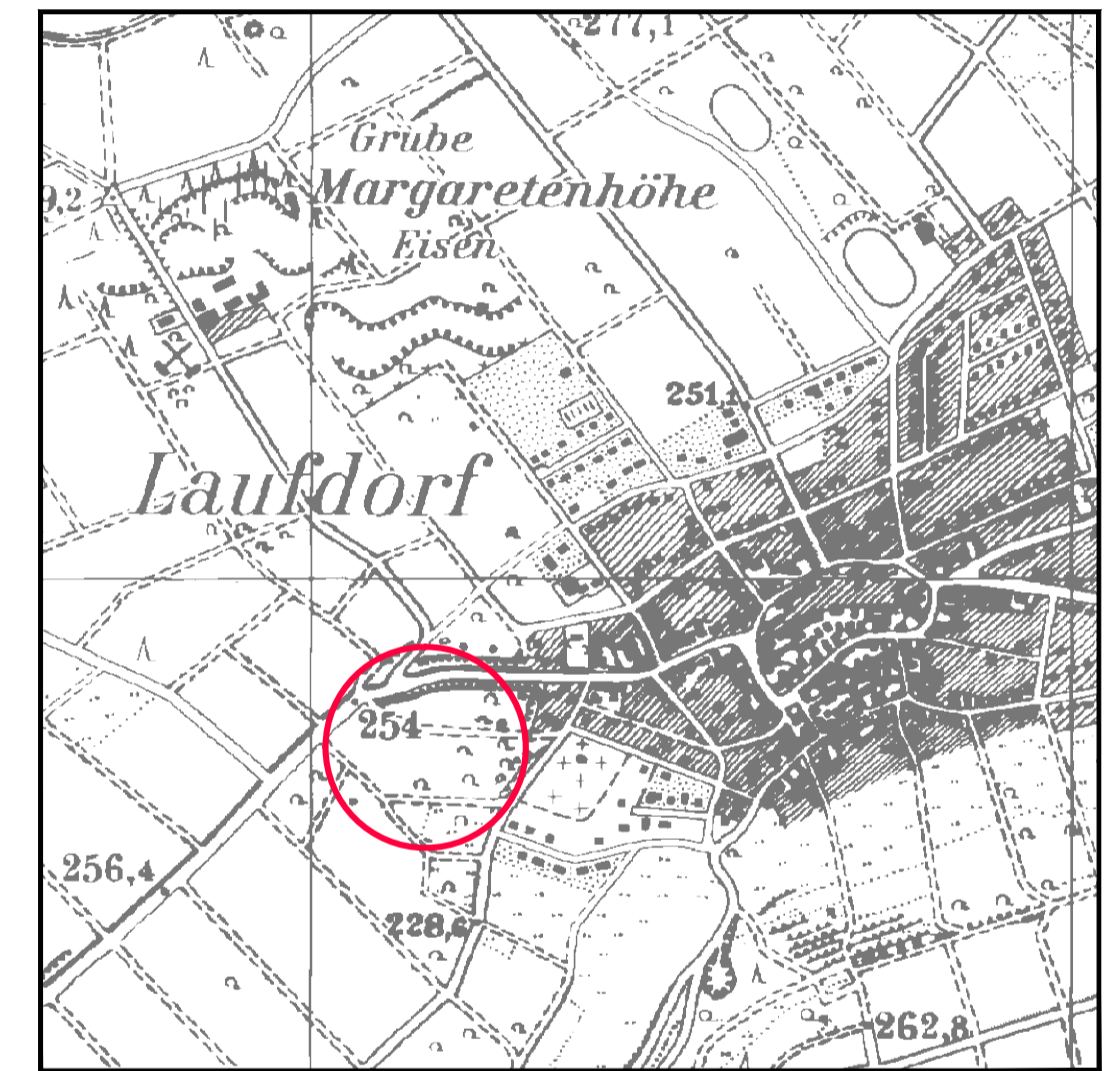 277,1
Grube
Margaretenhöhe
9,2
Eisen
251,1
Laufdorf
254
256,4
228,6
262,8